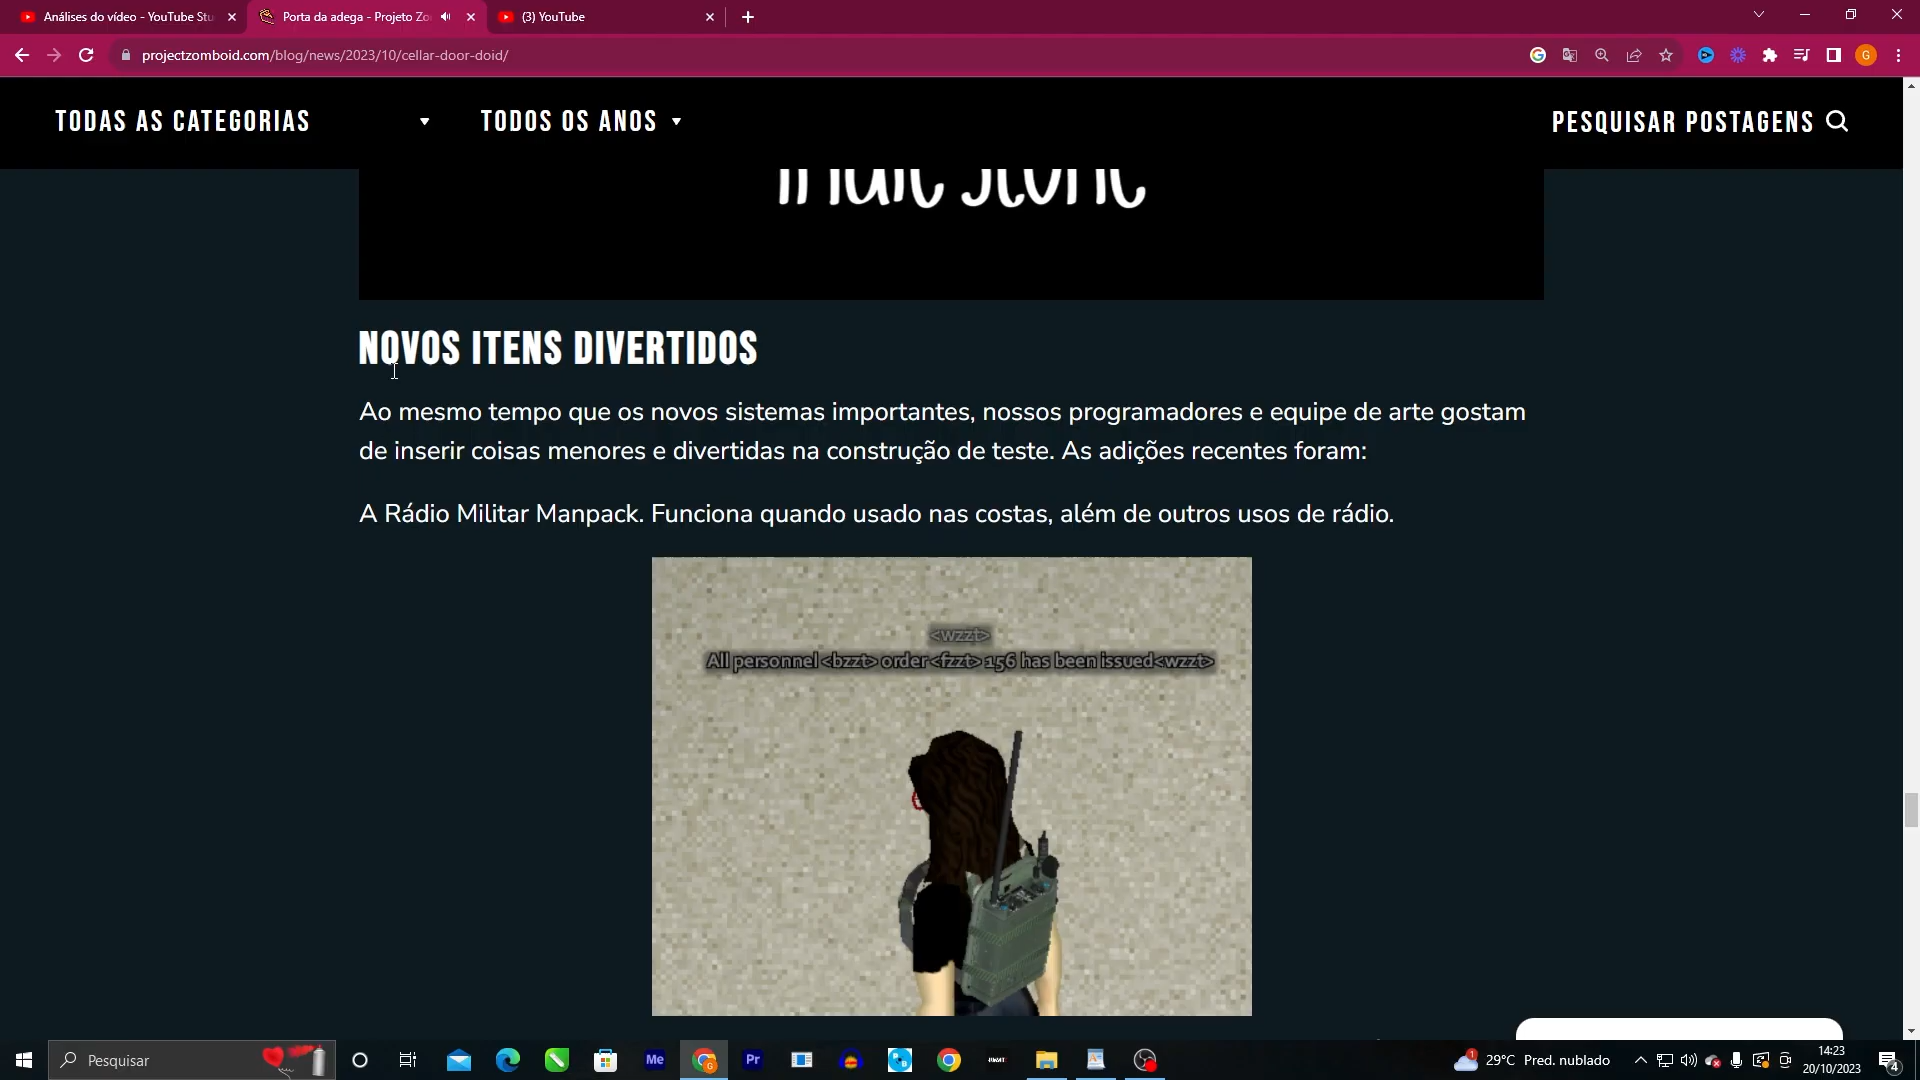 Análises do vídeo - YouTube Stu
Porta da adega - Projeto Zo
(3) YouTube
projectzomboid.com/blog/news/2023/10/cellar-door-doid/
TODAS AS CATEGORIAS
TODOS OS ANOS
PESQUISAR POSTAGENS
NOVOS ITENS DIVERTIDOS
Ao mesmo tempo que os novos sistemas importantes, nossos programadores e equipe de arte gostam
de inserir coisas menores e divertidas na construção de teste. As adições recentes foram:
A Rádio Militar Manpack. Funciona quando usado nas costas, além de outros usos de rádio.
<wzzt>
All personnel <bzzt> order <fzzt> 156 has been issued<wzzt>
Pesquisar
Me
Pr
1
29°C Pred. nublado
14:23
20/10/2023
4